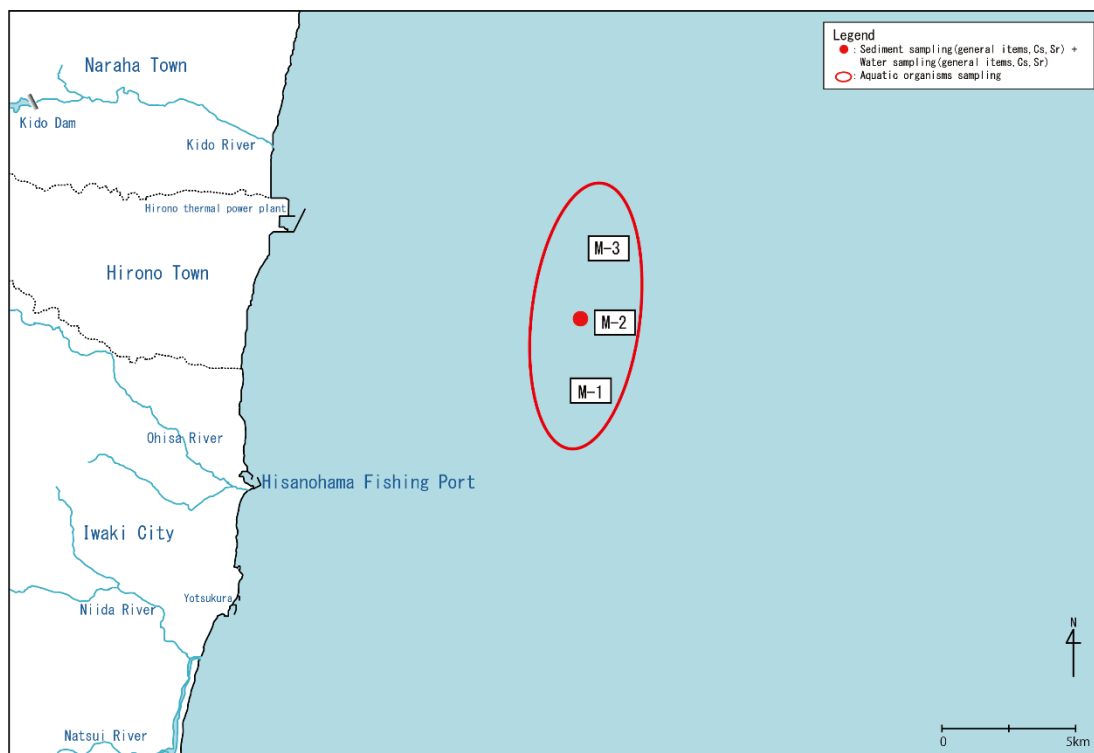 Legend
: Sediment sampling(general items,Cs,Sr) +
Water sampling(general items,Cs,Sr)
: Aquatic organisms sampling
Naraha Town
Kido Dam
Kido River
Hirono thermal power plant
M-3
Hirono Town
M-2
M-1
Ohisa River
Hisanohama Fishing Port
Iwaki City
Yotsukura
Niida River
N
Natsui River
0 5km